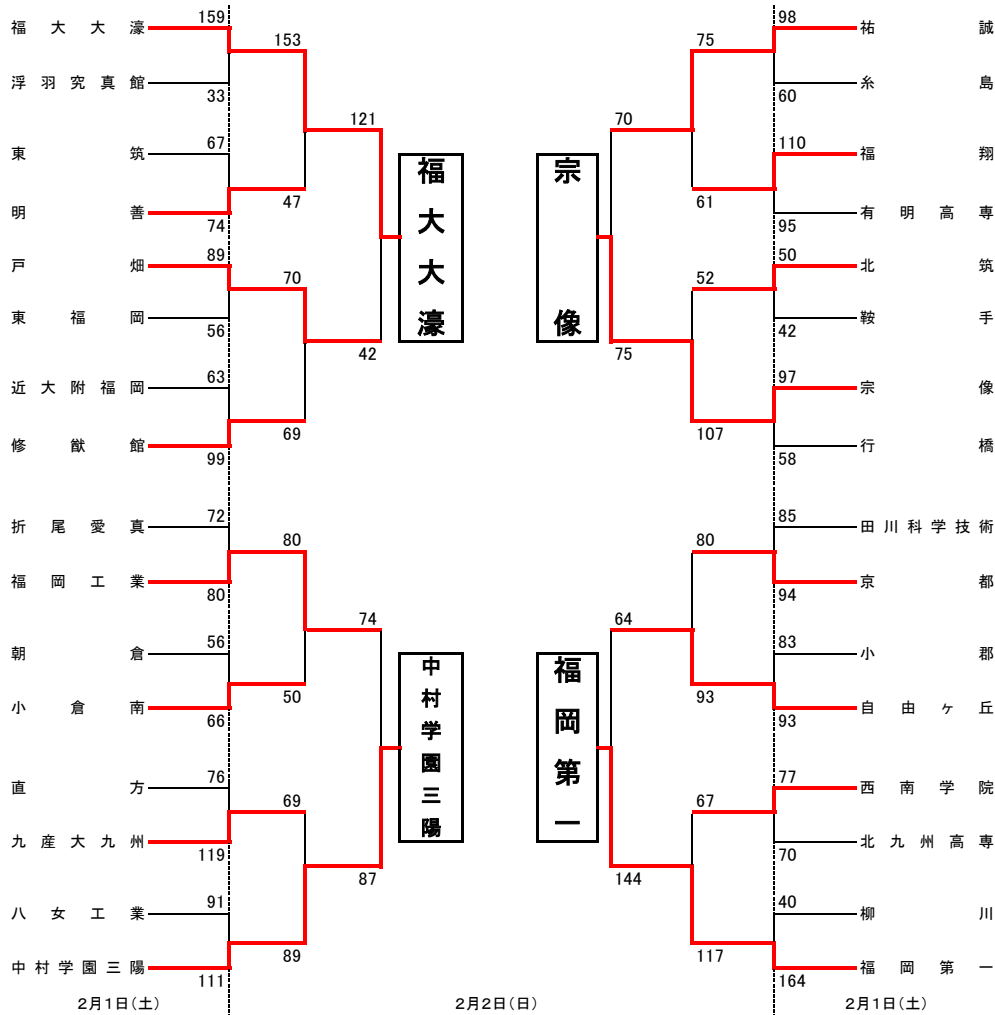 福大大濠
159
153
浮羽究真館
33
東筑
67
121
明善
74
47
戸畑
89
70
東福岡
56
42
近大附福岡
63
修猷館
99
69
福大大濠
折尾愛真
72
80
福岡工業
80
朝倉
56
74
小倉南
66
50
直方
76
69
九産大九州
119
87
八女工業
91
中村学園三陽
111
89
中村学園三陽
98
祐誠
75
60
糸島
70
110
福翔
61
95
有明高専
50
北筑
52
42
鞍手
75
97
宗像
107
58
行橋
宗像
85
田川科学技術
80
94
京都
64
83
小郡
93
93
自由ヶ丘
77
西南学院
67
70
北九州高専
144
40
柳川
117
164
福岡第一
福岡第一
2月1日(土)
2月2日(日)
2月1日(土)